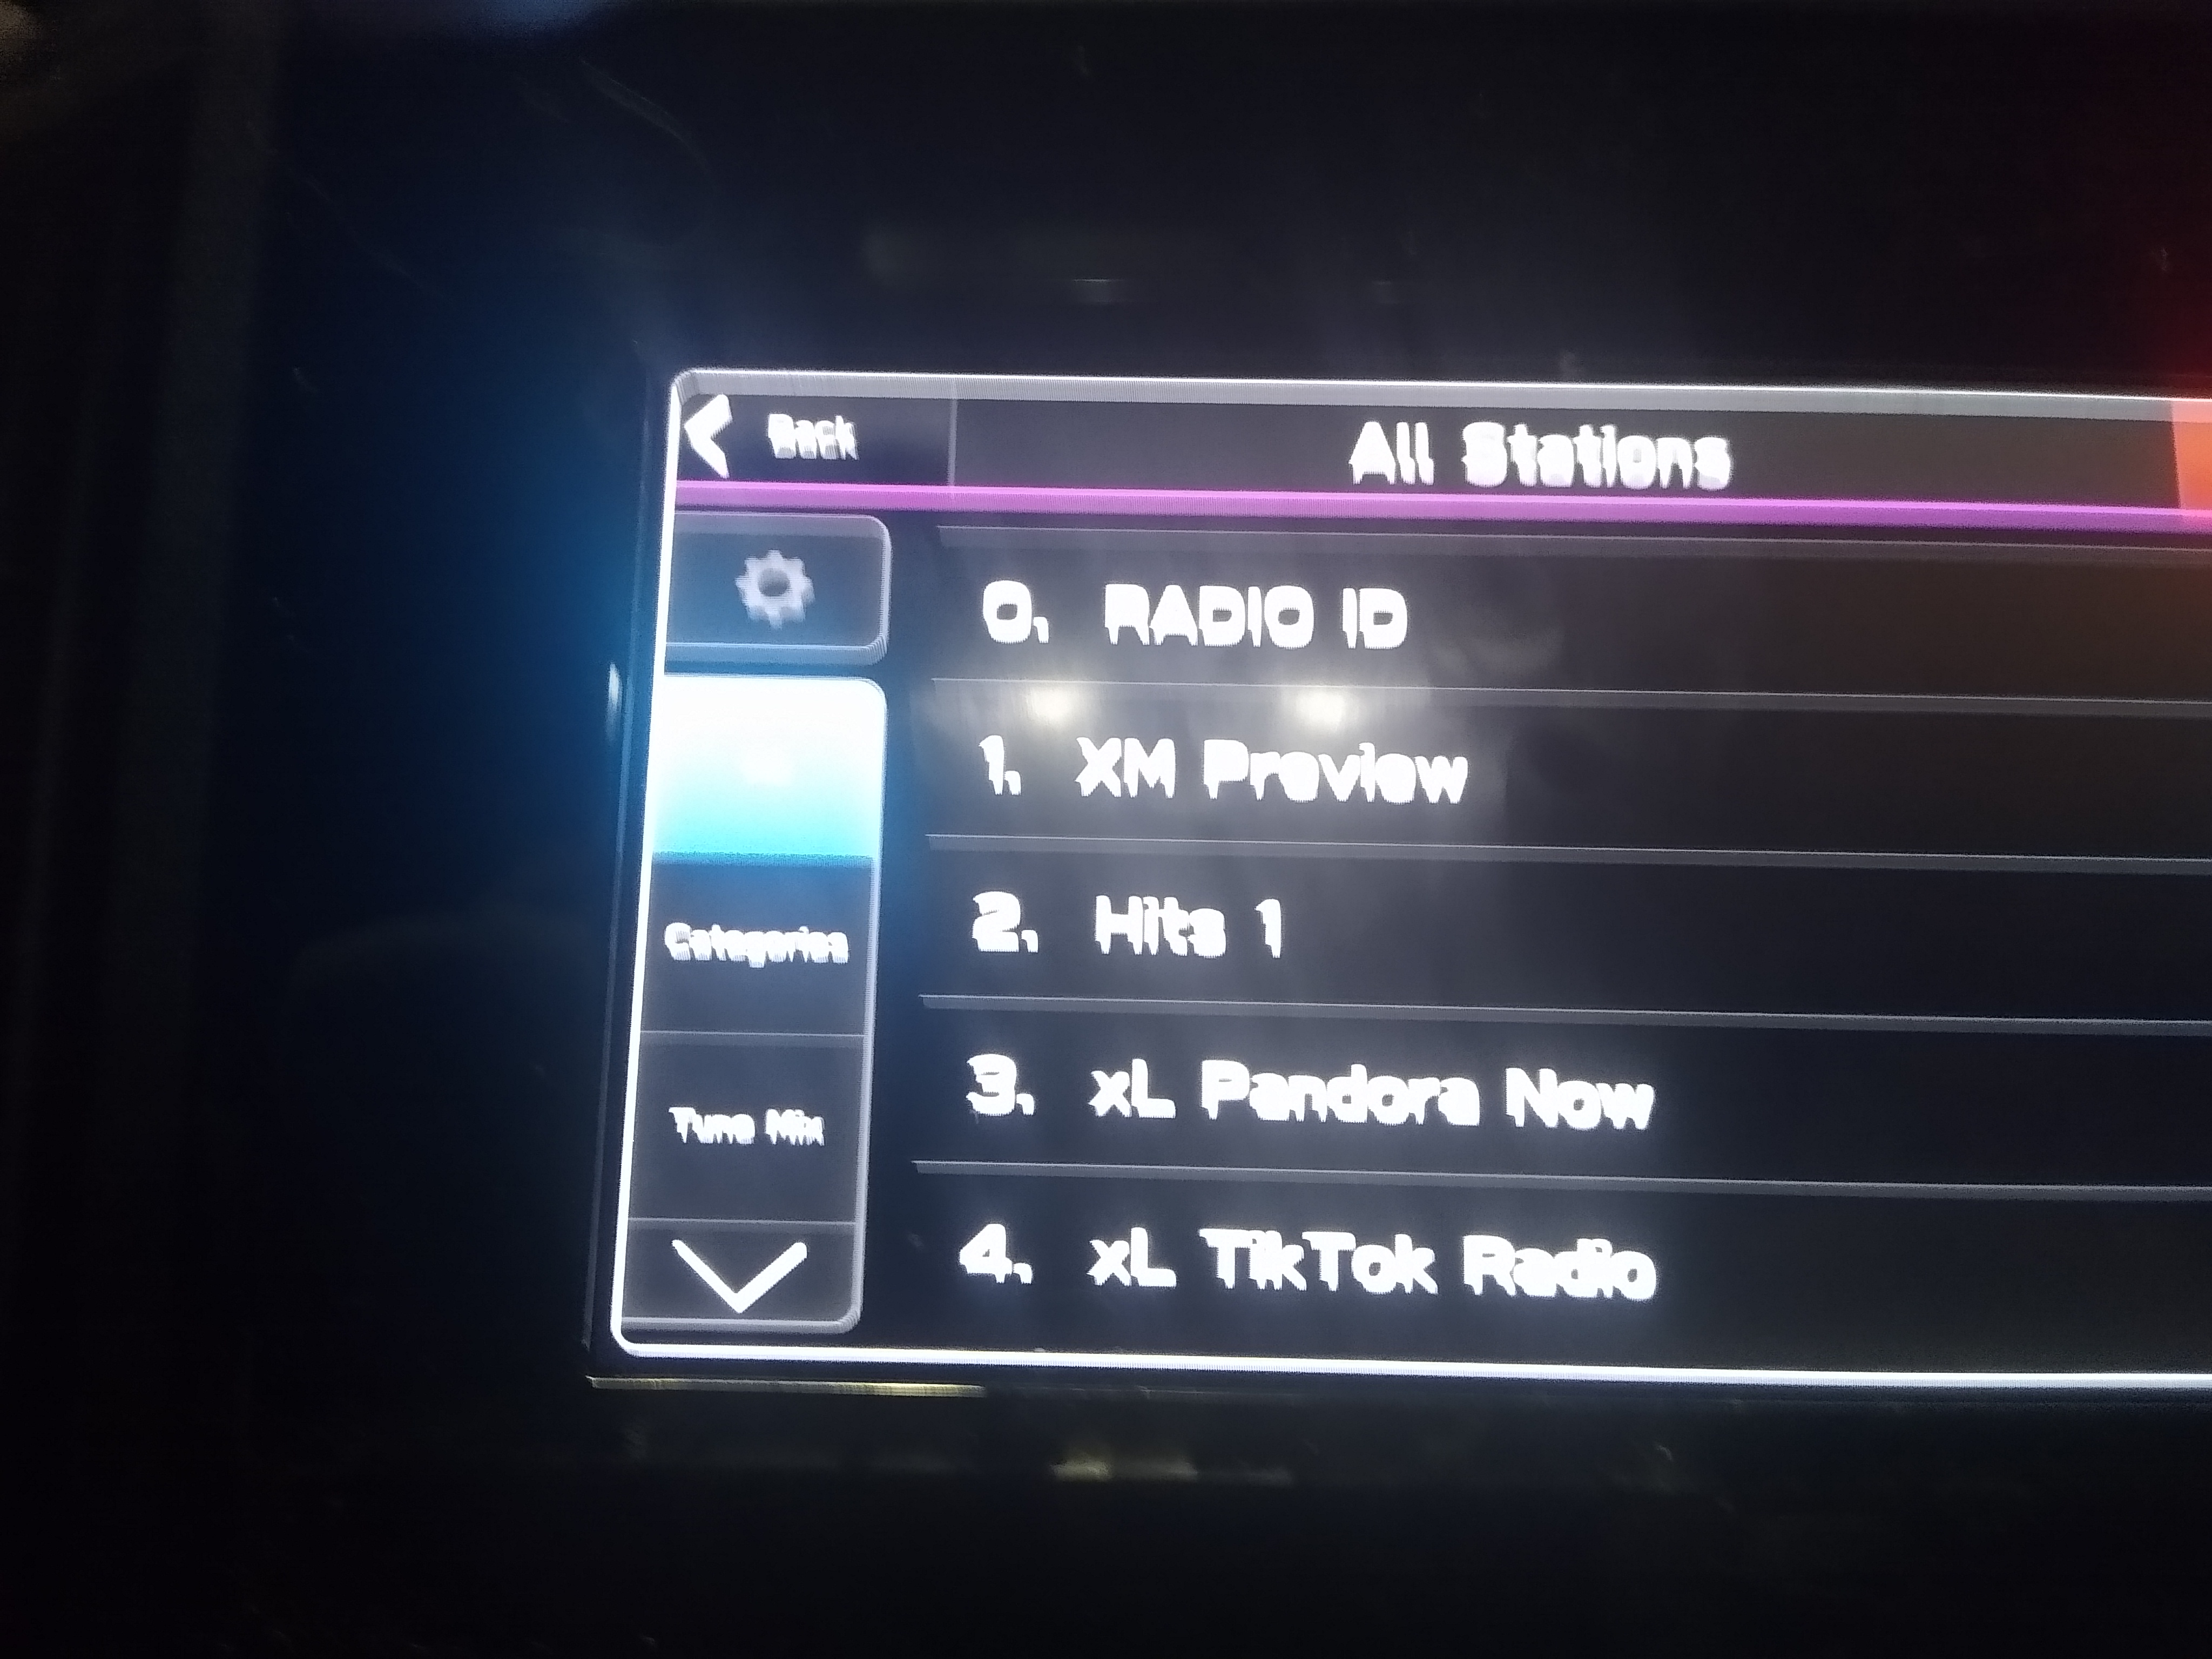 Back
All Stations
0. RADIO ID
1. XM Preview
2. Hits 1
Categories
3. xL Pandora Now
Tune Mix
4. xL TikTok Radio